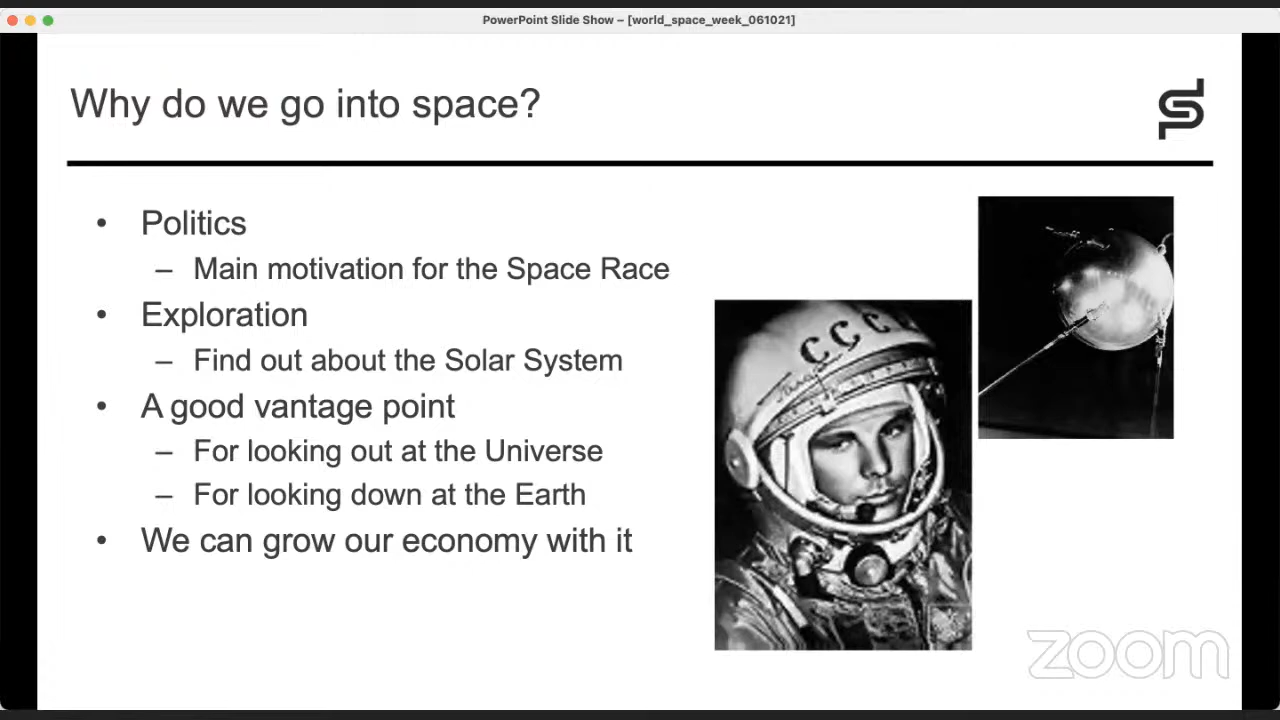 PowerPoint Slide Show – [world_space_week_061021]
Why do we go into space?
• Politics
– Main motivation for the Space Race
• Exploration
– Find out about the Solar System
• A good vantage point
– For looking out at the Universe
– For looking down at the Earth
• We can grow our economy with it
CCC
zoom